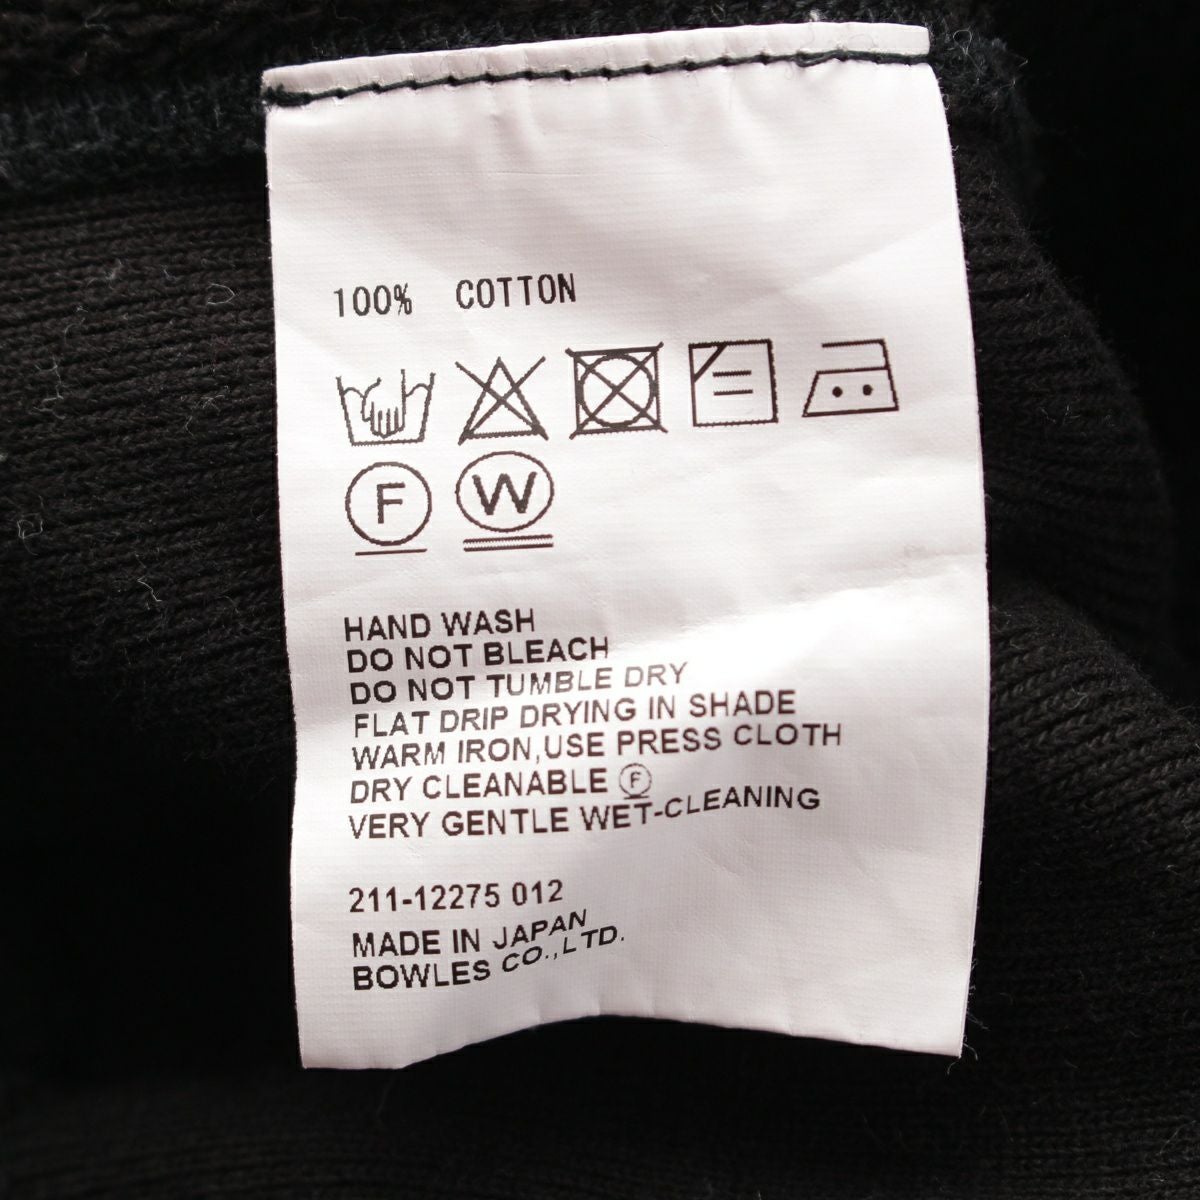 100% COTTON
F W
HAND WASH
DO NOT BLEACH
DO NOT TUMBLE DRY
FLAT DRIP DRYING IN SHADE
WARM IRON,USE PRESS CLOTH
DRY CLEANABLE Ⓕ
VERY GENTLE WET-CLEANING
211-12275 012
MADE IN JAPAN
BOWLES CO.,LTD.